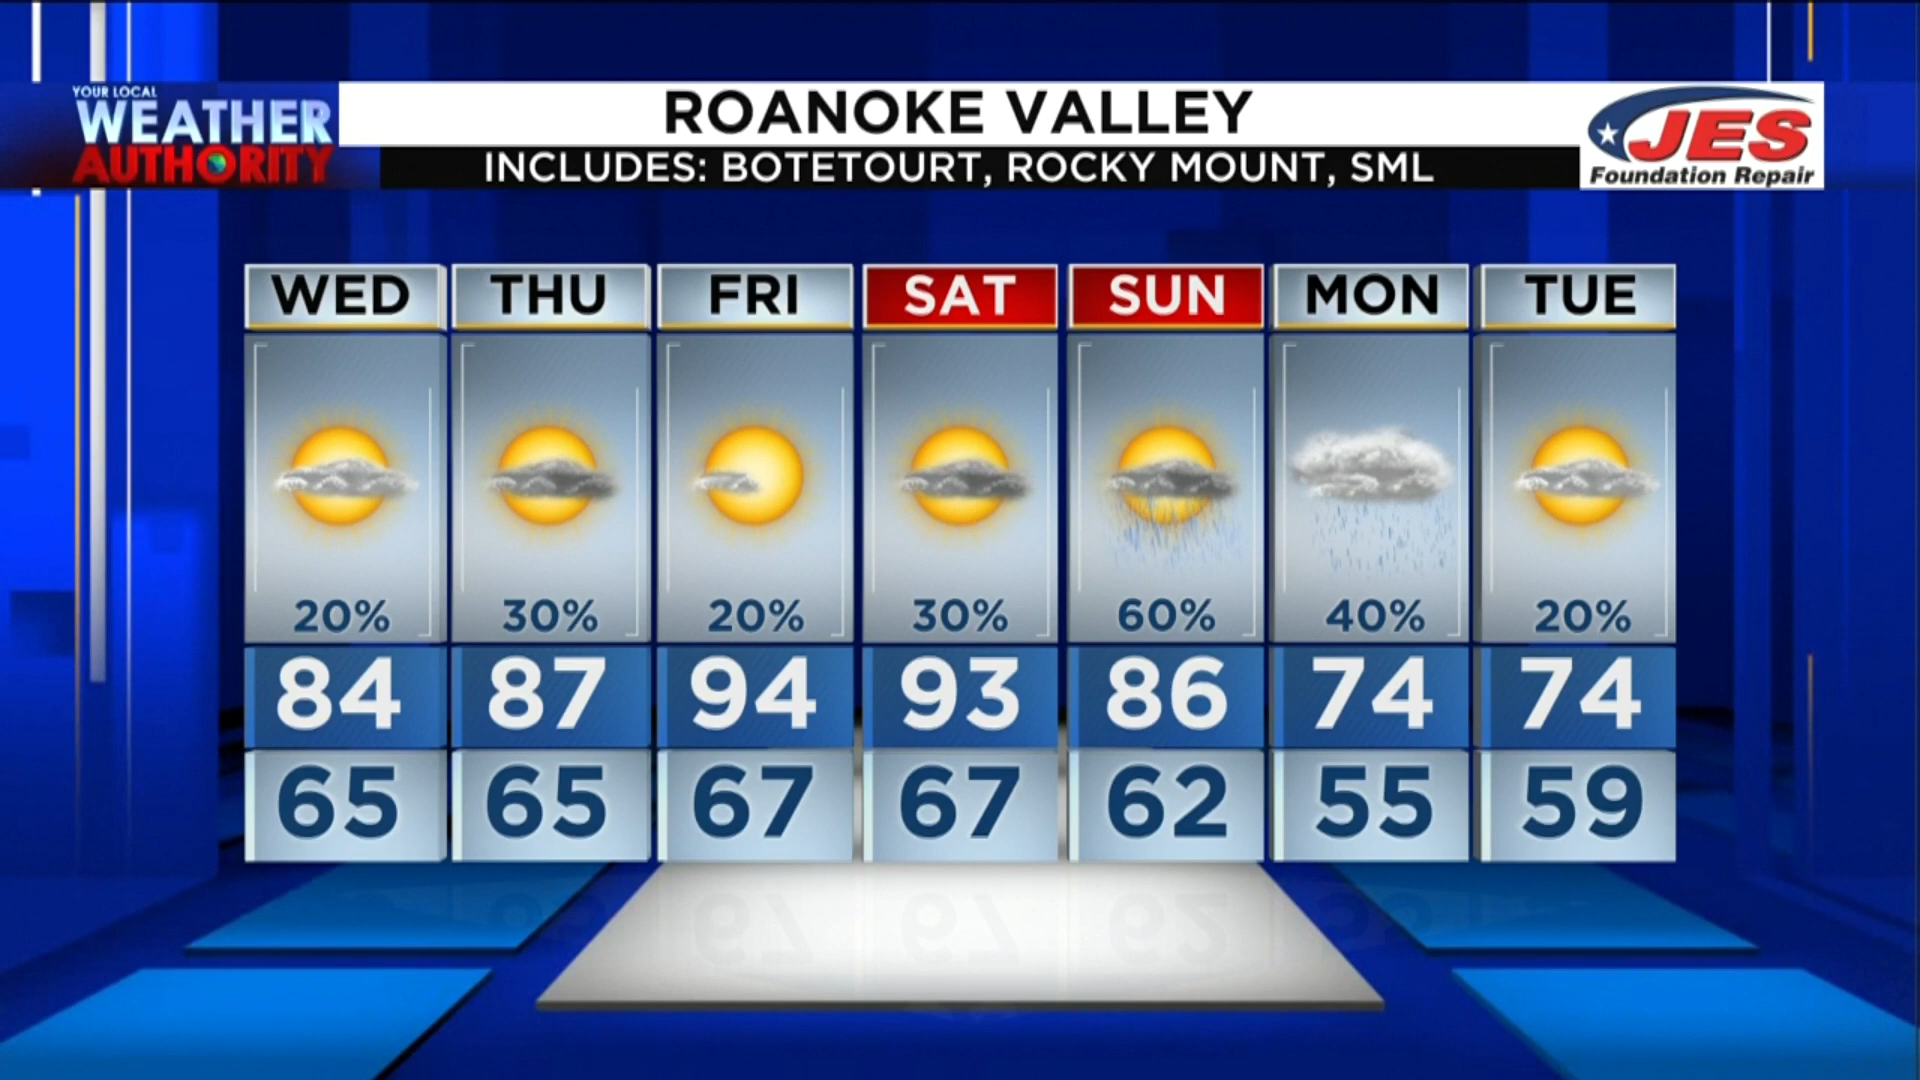 YOUR LOCAL
WEATHER
AUTHORITY
ROANOKE VALLEY
INCLUDES: BOTETOURT, ROCKY MOUNT, SML
JES
Foundation Repair
WED THU FRI SAT SUN MON TUE
20% 30% 20% 30% 60% 40% 20%
84 87 94 93 86 74 74
65 65 67 67 62 55 59